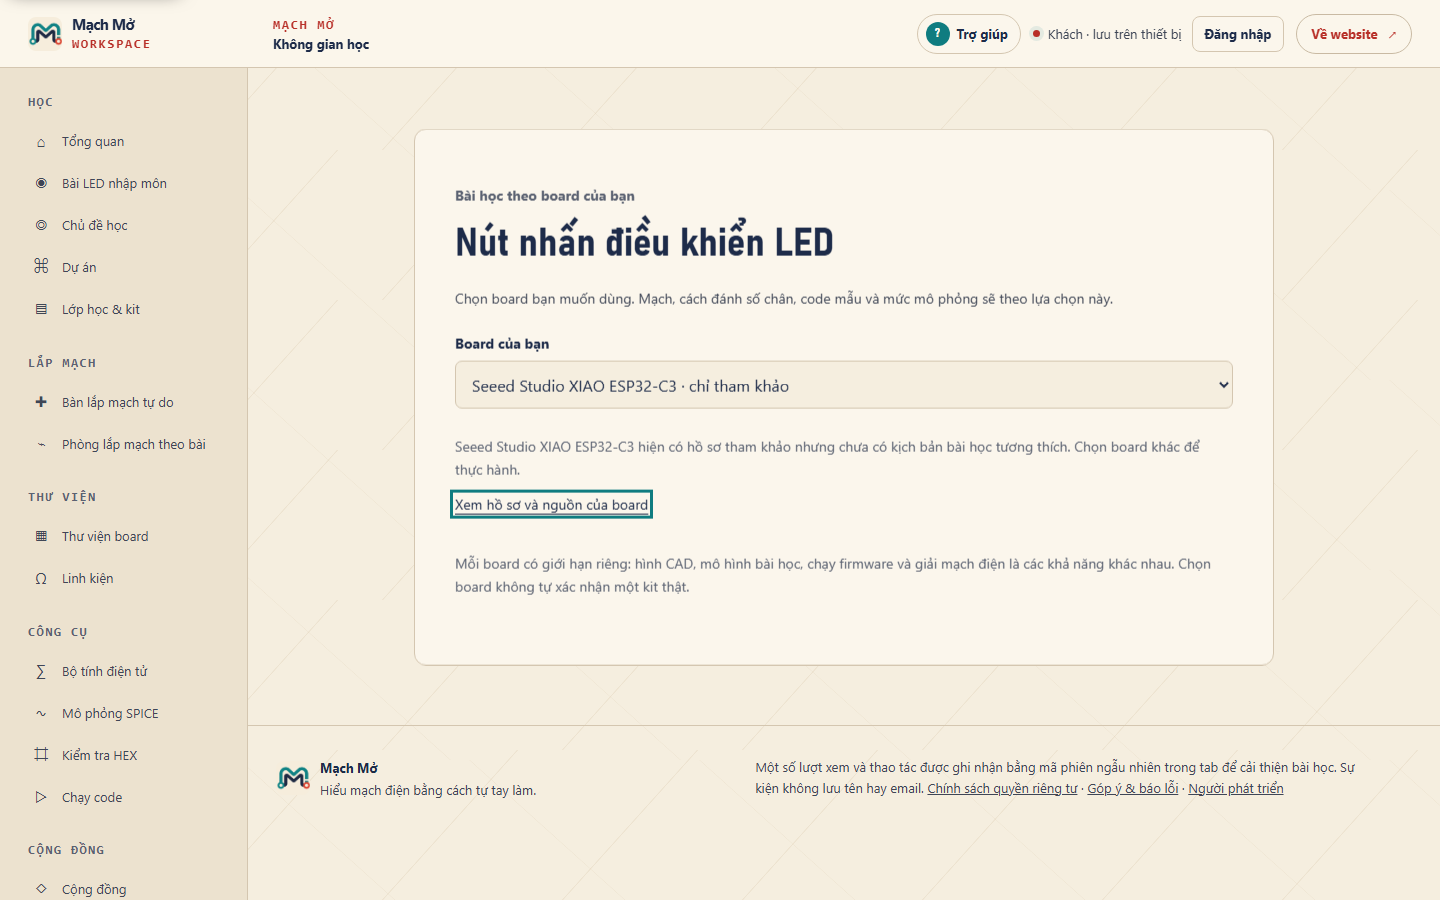 Mạch Mở
WORKSPACE
MẠCH MỞ
Không gian học
? Trợ giúp
Khách · lưu trên thiết bị
Đăng nhập
Về website ↗
HỌC
Tổng quan
Bài LED nhập môn
Chủ đề học
Dự án
Lớp học & kit
LẮP MẠCH
Bàn lắp mạch tự do
Phòng lắp mạch theo bài
THƯ VIỆN
Thư viện board
Linh kiện
CÔNG CỤ
Bộ tính điện tử
Mô phỏng SPICE
Kiểm tra HEX
Chạy code
CỘNG ĐỒNG
Cộng đồng
Bài học theo board của bạn
Nút nhấn điều khiển LED
Chọn board bạn muốn dùng. Mạch, cách đánh số chân, code mẫu và mức mô phỏng sẽ theo lựa chọn này.
Board của bạn
Seeed Studio XIAO ESP32-C3 · chỉ tham khảo
Seeed Studio XIAO ESP32-C3 hiện có hồ sơ tham khảo nhưng chưa có kịch bản bài học tương thích. Chọn board khác để
thực hành.
Xem hồ sơ và nguồn của board
Mỗi board có giới hạn riêng: hình CAD, mô hình bài học, chạy firmware và giải mạch điện là các khả năng khác nhau. Chọn
board không tự xác nhận một kit thật.
Mạch Mở
Hiểu mạch điện bằng cách tự tay làm.
Một số lượt xem và thao tác được ghi nhận bằng mã phiên ngẫu nhiên trong tab để cải thiện bài học. Sự
kiện không lưu tên hay email. Chính sách quyền riêng tư · Góp ý & báo lỗi · Người phát triển